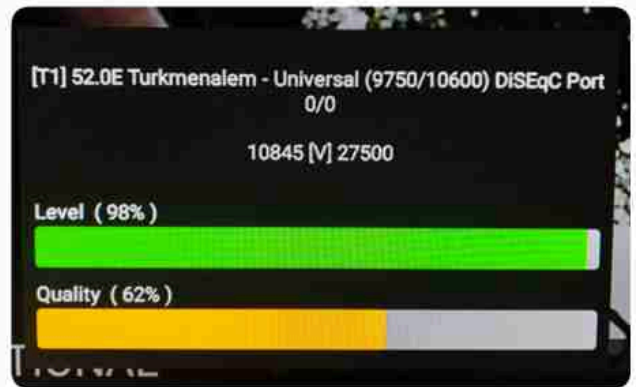 [T1] 52.0E Turkmenalem - Universal (9750/10600) DiSEqC Port
0/0
10845 [V] 27500
Level ( 98% )
Quality ( 62% )